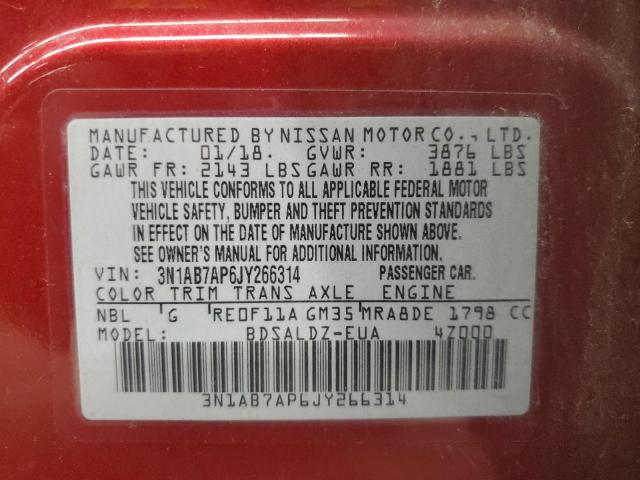 MANUFACTURED BY NISSAN MOTOR CO., LTD.
DATE: 01/18. GVWR: 3876 LBS
GAWR FR: 2143 LBS GAWR RR: 1881 LBS
THIS VEHICLE CONFORMS TO ALL APPLICABLE FEDERAL MOTOR
VEHICLE SAFETY, BUMPER AND THEFT PREVENTION STANDARDS
IN EFFECT ON THE DATE OF MANUFACTURE SHOWN ABOVE.
SEE OWNER'S MANUAL FOR ADDITIONAL INFORMATION.
VIN: 3N1AB7AP6JY266314 PASSENGER CAR.
COLOR TRIM TRANS AXLE ENGINE
NBL G RE0F11A GM35 MRA8DE 1798 CC
MODEL: BDSALDZ-EUA 4Z000
3N1AB7AP6JY266314